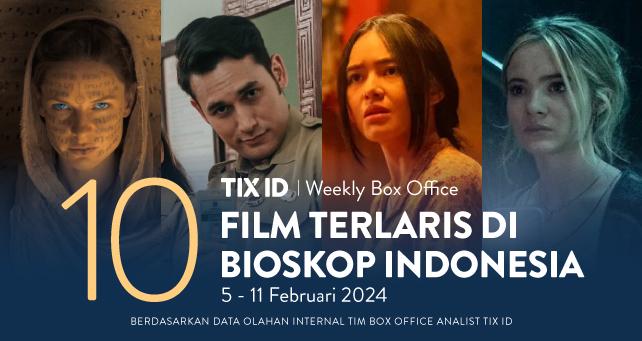 10
TIX ID | Weekly Box Office
FILM TERLARIS DI
BIOSKOP INDONESIA
5 - 11 Februari 2024
BERDASARKAN DATA OLAHAN INTERNAL TIM BOX OFFICE ANALIST TIX ID